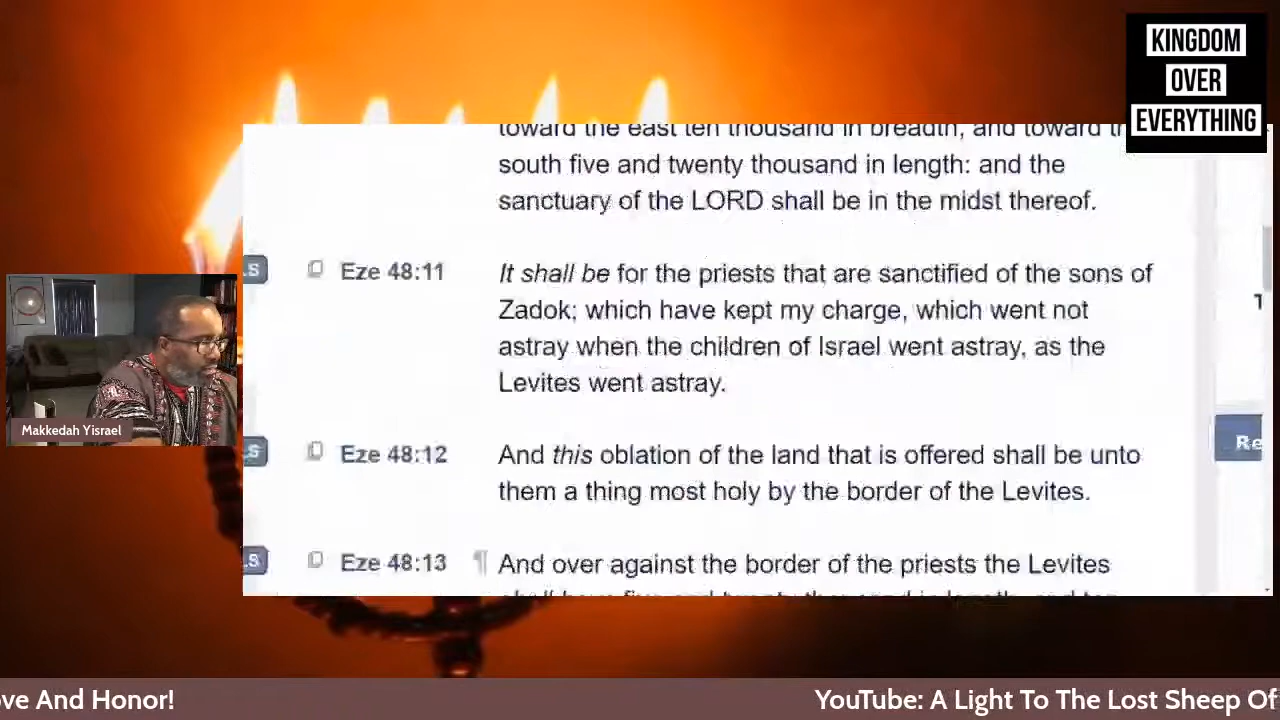 KINGDOM
OVER
EVERYTHING
toward the east ten thousand in breadth, and toward
south five and twenty thousand in length: and the
sanctuary of the LORD shall be in the midst thereof.
Eze 48:11
It shall be for the priests that are sanctified of the sons of
Zadok; which have kept my charge, which went not
astray when the children of Israel went astray, as the
Levites went astray.
Eze 48:12
And this oblation of the land that is offered shall be unto
them a thing most holy by the border of the Levites.
Eze 48:13
¶ And over against the border of the priests the Levites
Re
Makkedah Yisrael
ove And Honor!
YouTube: A Light To The Lost Sheep Of